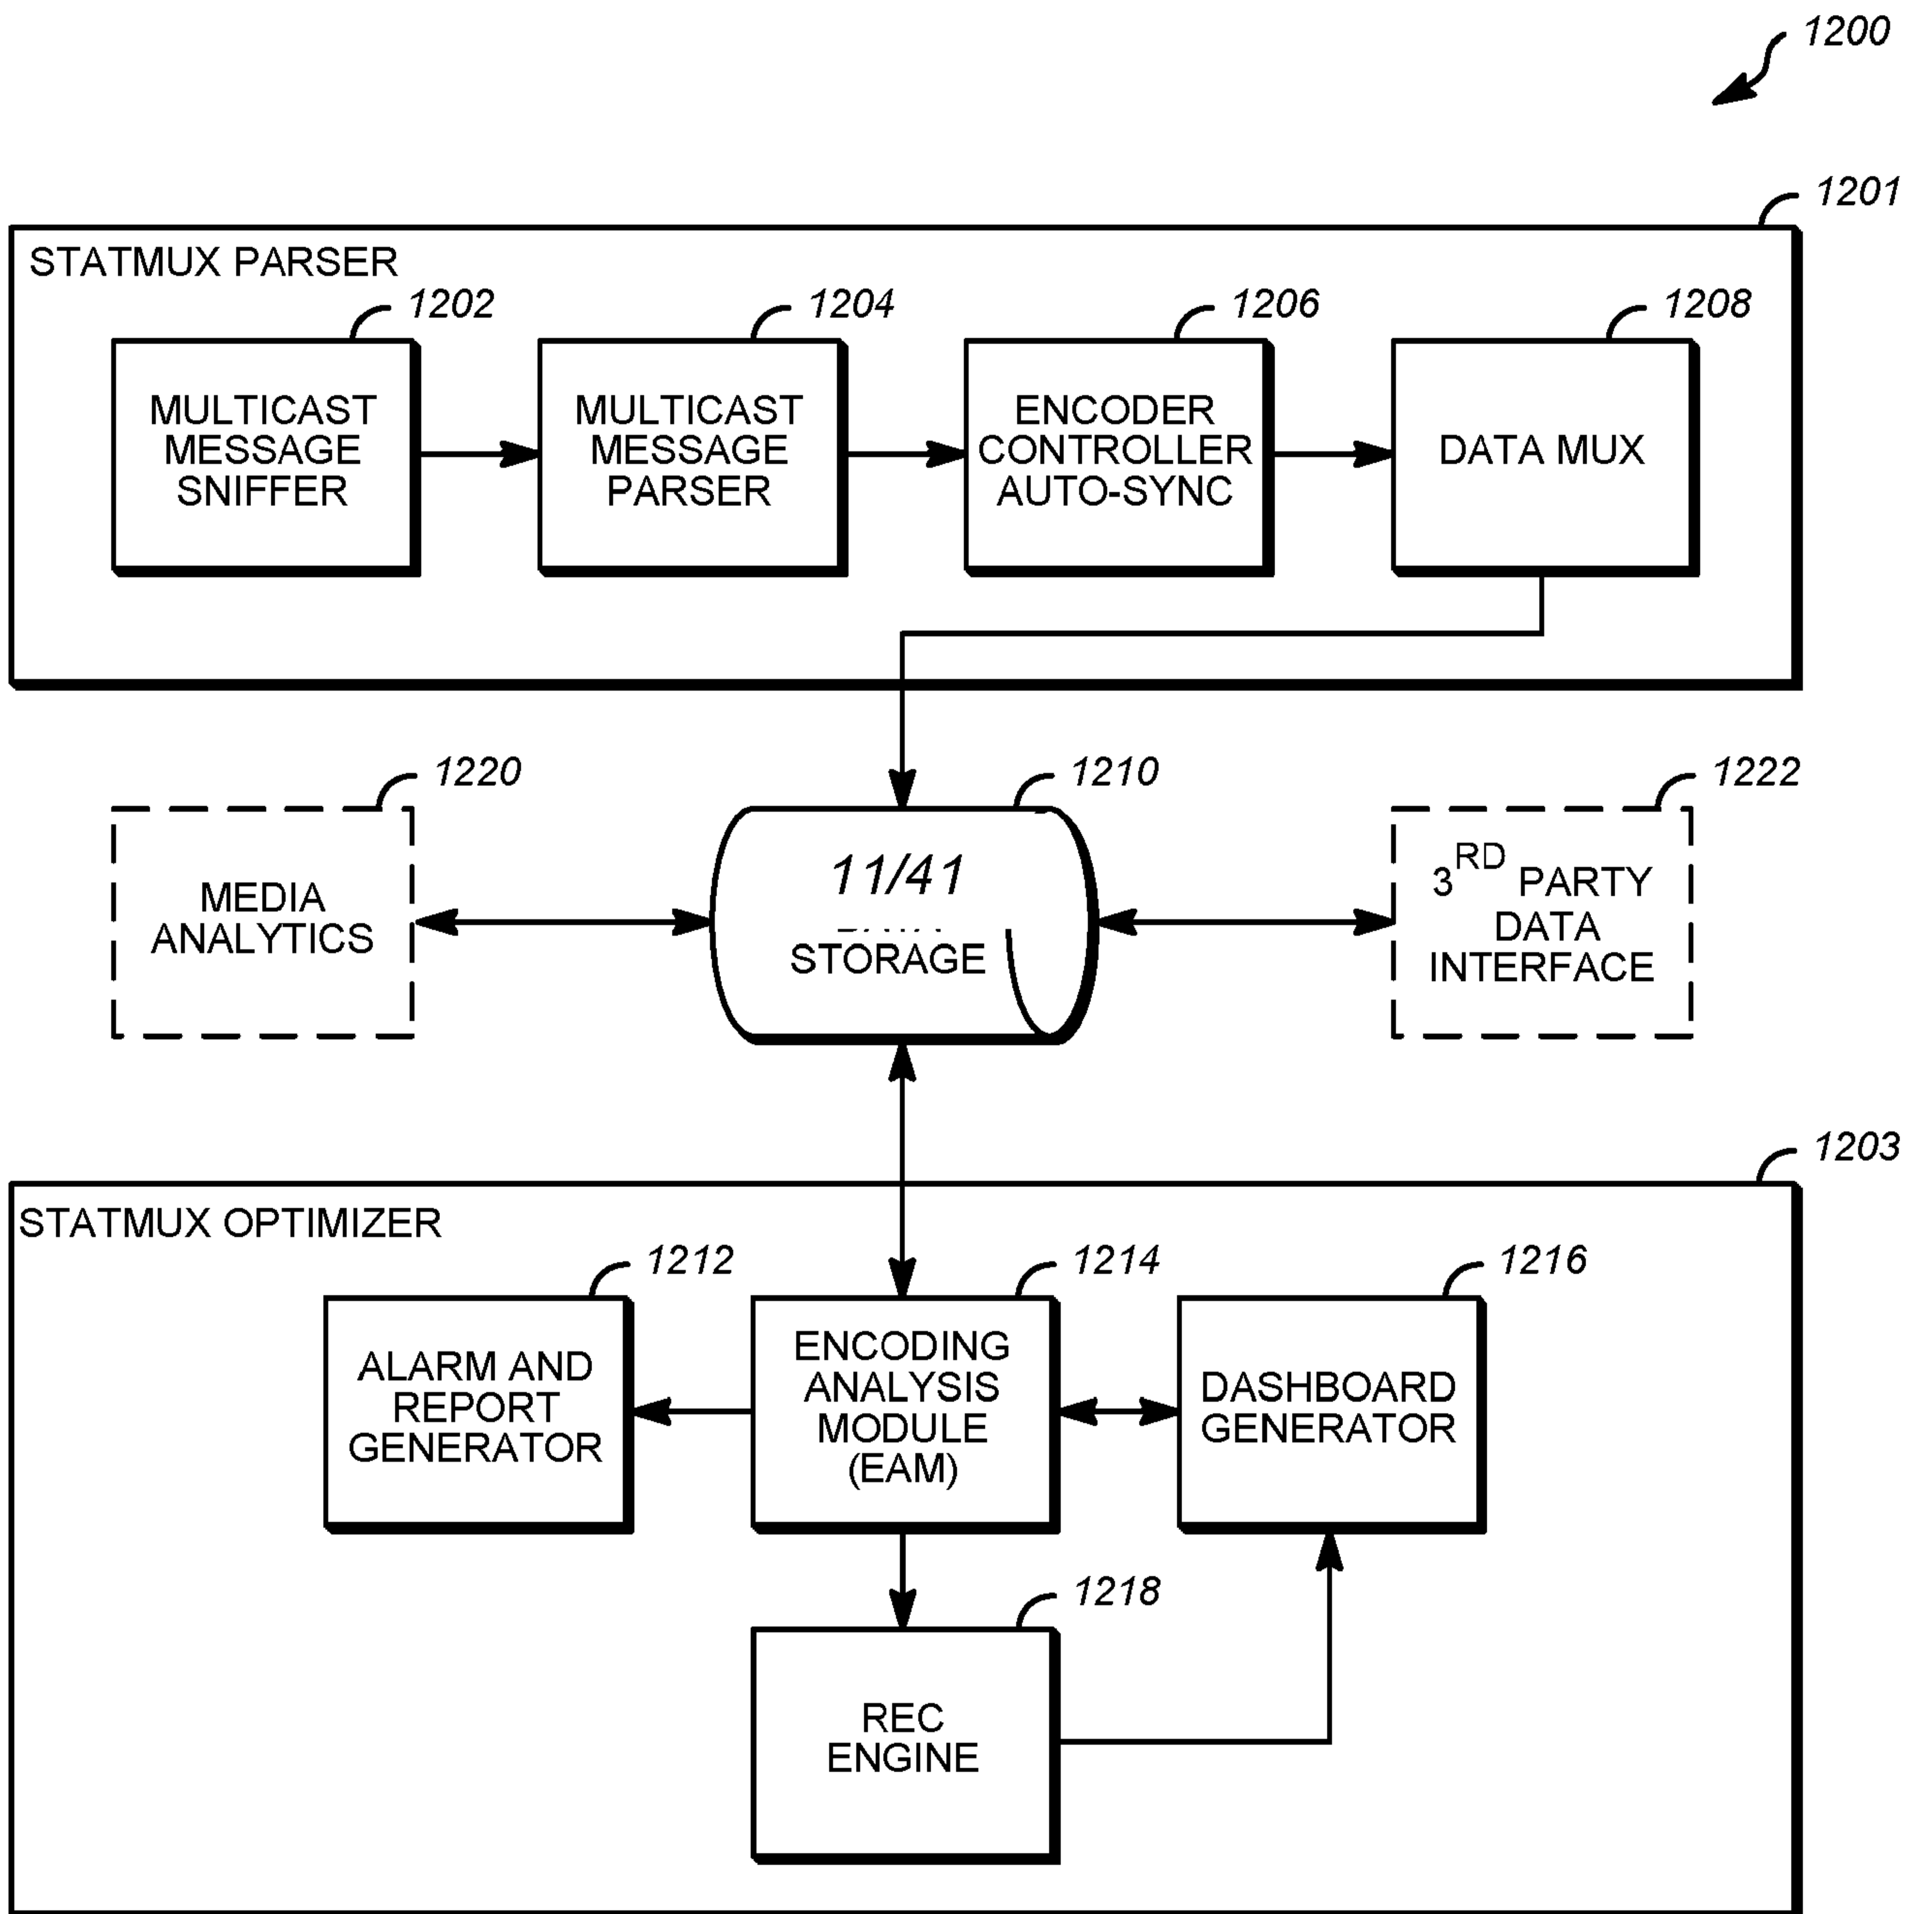 1200
1201
STATMUX PARSER
1202
1204
1206
1208
MULTICAST
MESSAGE
SNIFFER
MULTICAST
MESSAGE
PARSER
ENCODER
CONTROLLER
AUTO-SYNC
DATA MUX
1220
1210
1222
MEDIA
ANALYTICS
11/41
STORAGE
3RD PARTY
DATA
INTERFACE
1203
STATMUX OPTIMIZER
1212
1214
1216
ALARM AND
REPORT
GENERATOR
ENCODING
ANALYSIS
MODULE
(EAM)
DASHBOARD
GENERATOR
1218
REC
ENGINE